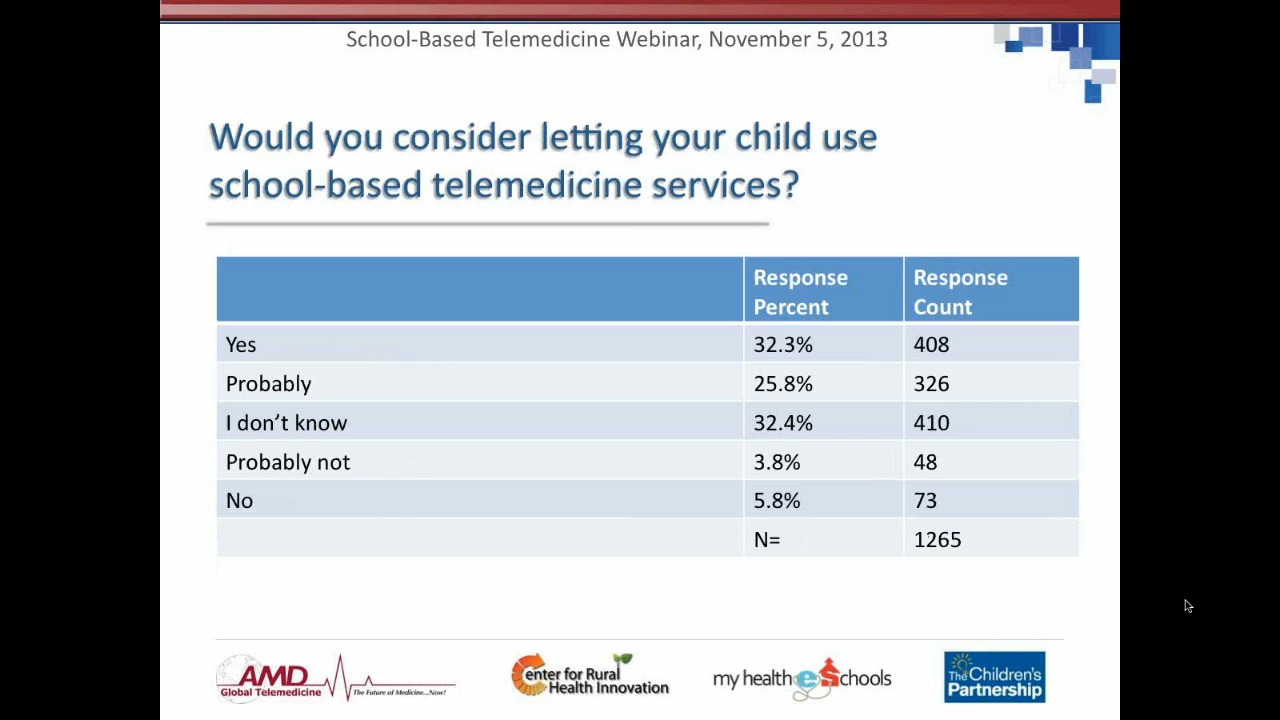 School-Based Telemedicine Webinar, November 5, 2013
Would you consider letting your child use
school-based telemedicine services?
Response Percent Response Count
Yes 32.3% 408
Probably 25.8% 326
I don’t know 32.4% 410
Probably not 3.8% 48
No 5.8% 73
N= 1265
AMD
Global Telemedicine
The Future of Medicine...Now!
Center for Rural
Health Innovation
my health eSchools
The Children's
Partnership